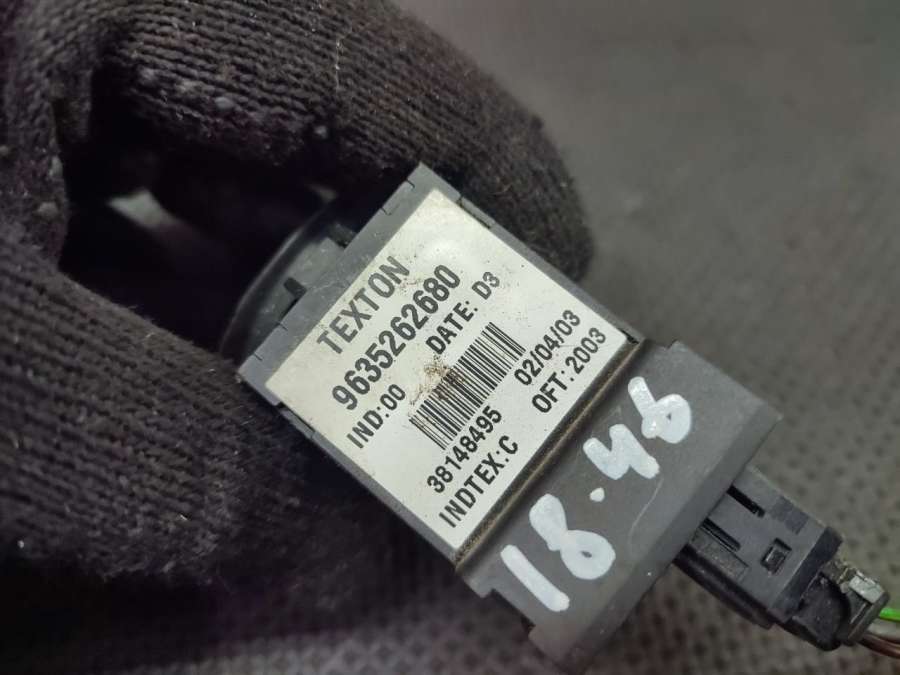 TEXTON
9635262680
IND:00 DATE: D3
38148495 02/04/03
INDTEX:C OFT:2003
18.46